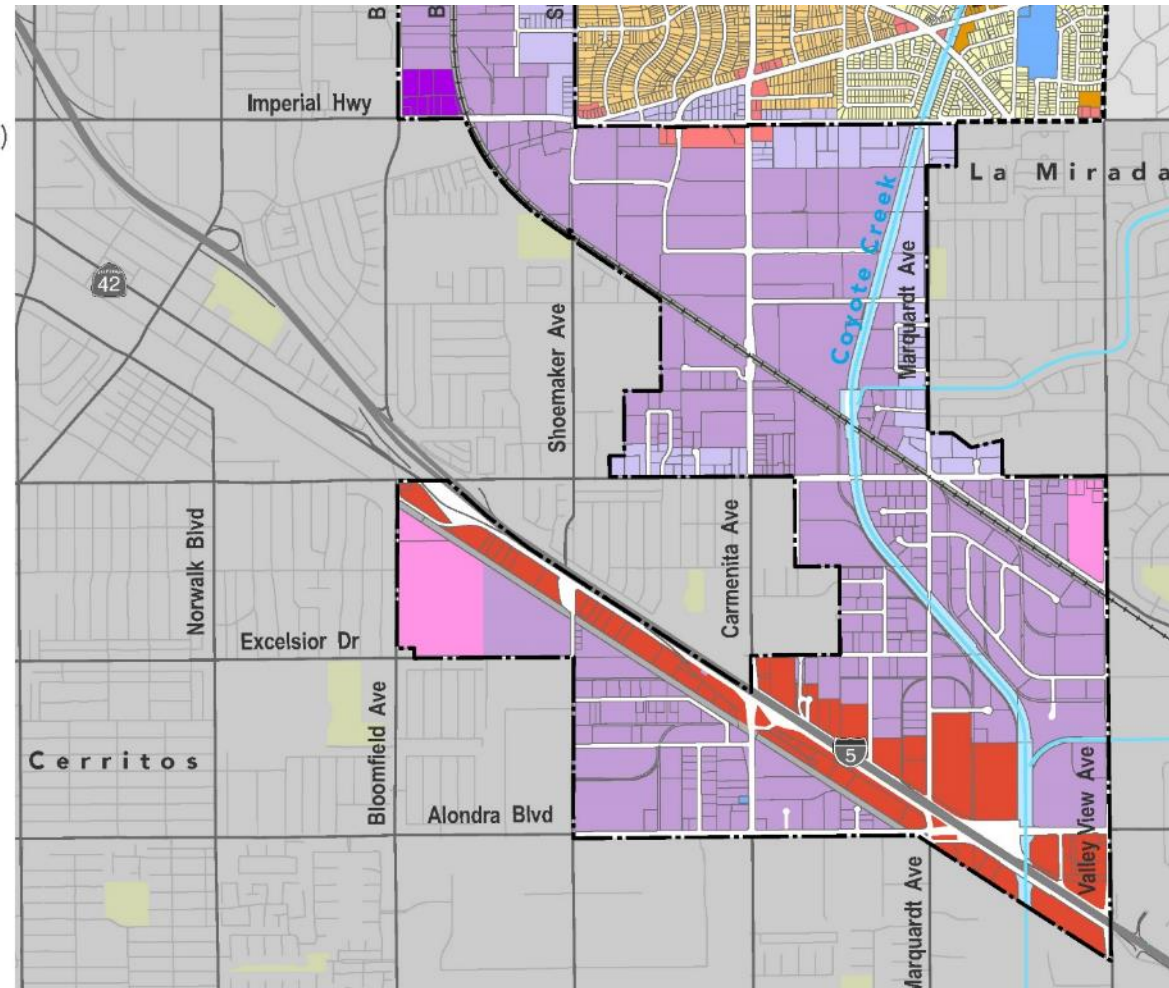 B
B
S
Imperial Hwy
)
La Mirada
42
Coyote Creek
Marquardt Ave
Shoemaker Ave
Norwalk Blvd
Carmenita Ave
Excelsior Dr
Bloomfield Ave
Cerritos
5
Valley View Ave
Alondra Blvd
Marquardt Ave